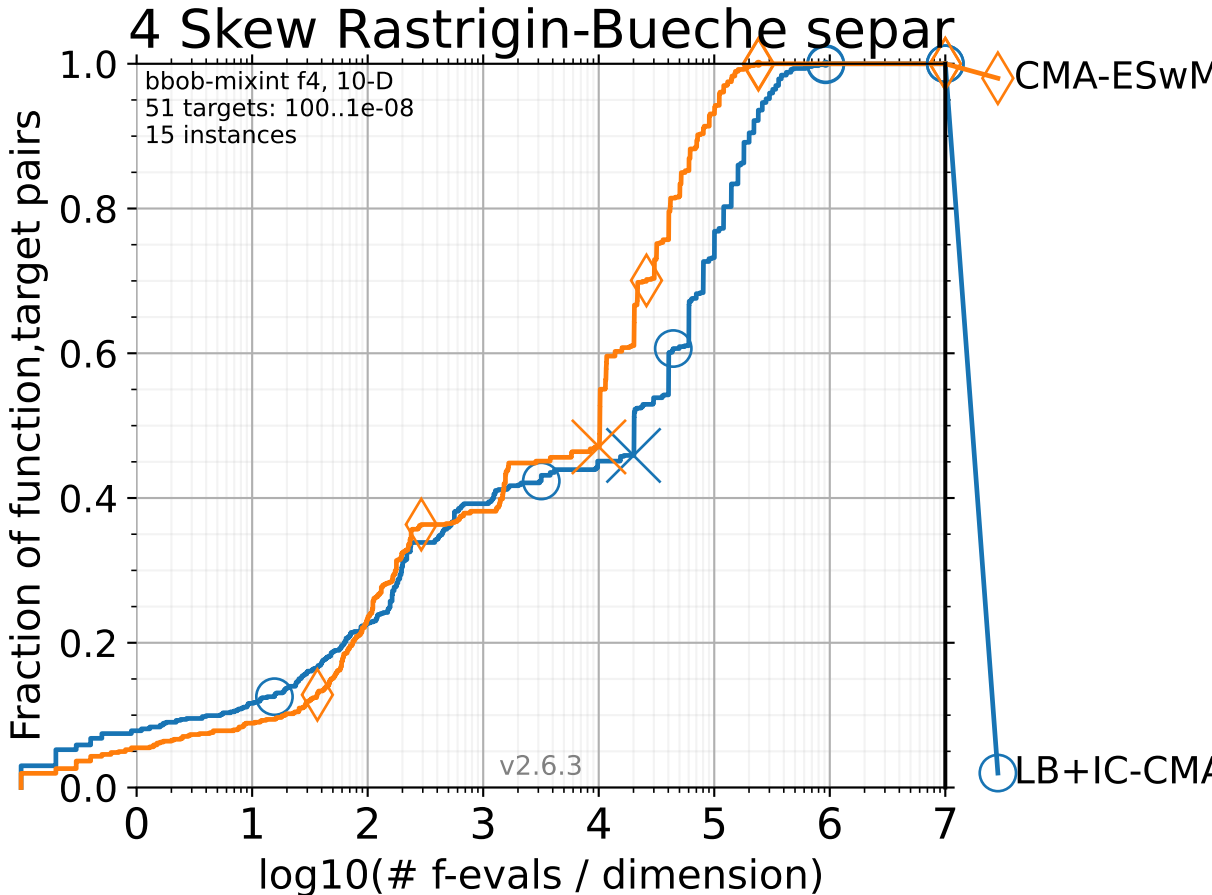 4 Skew Rastrigin-Bueche separ
bbob-mixint f4, 10-D
51 targets: 100..1e-08
15 instances
Fraction of function,target pairs
1.0
0.8
0.6
0.4
0.2
0.0
CMA-ESwM
LB+IC-CMA
v2.6.3
0 1 2 3 4 5 6 7
log10(# f-evals / dimension)